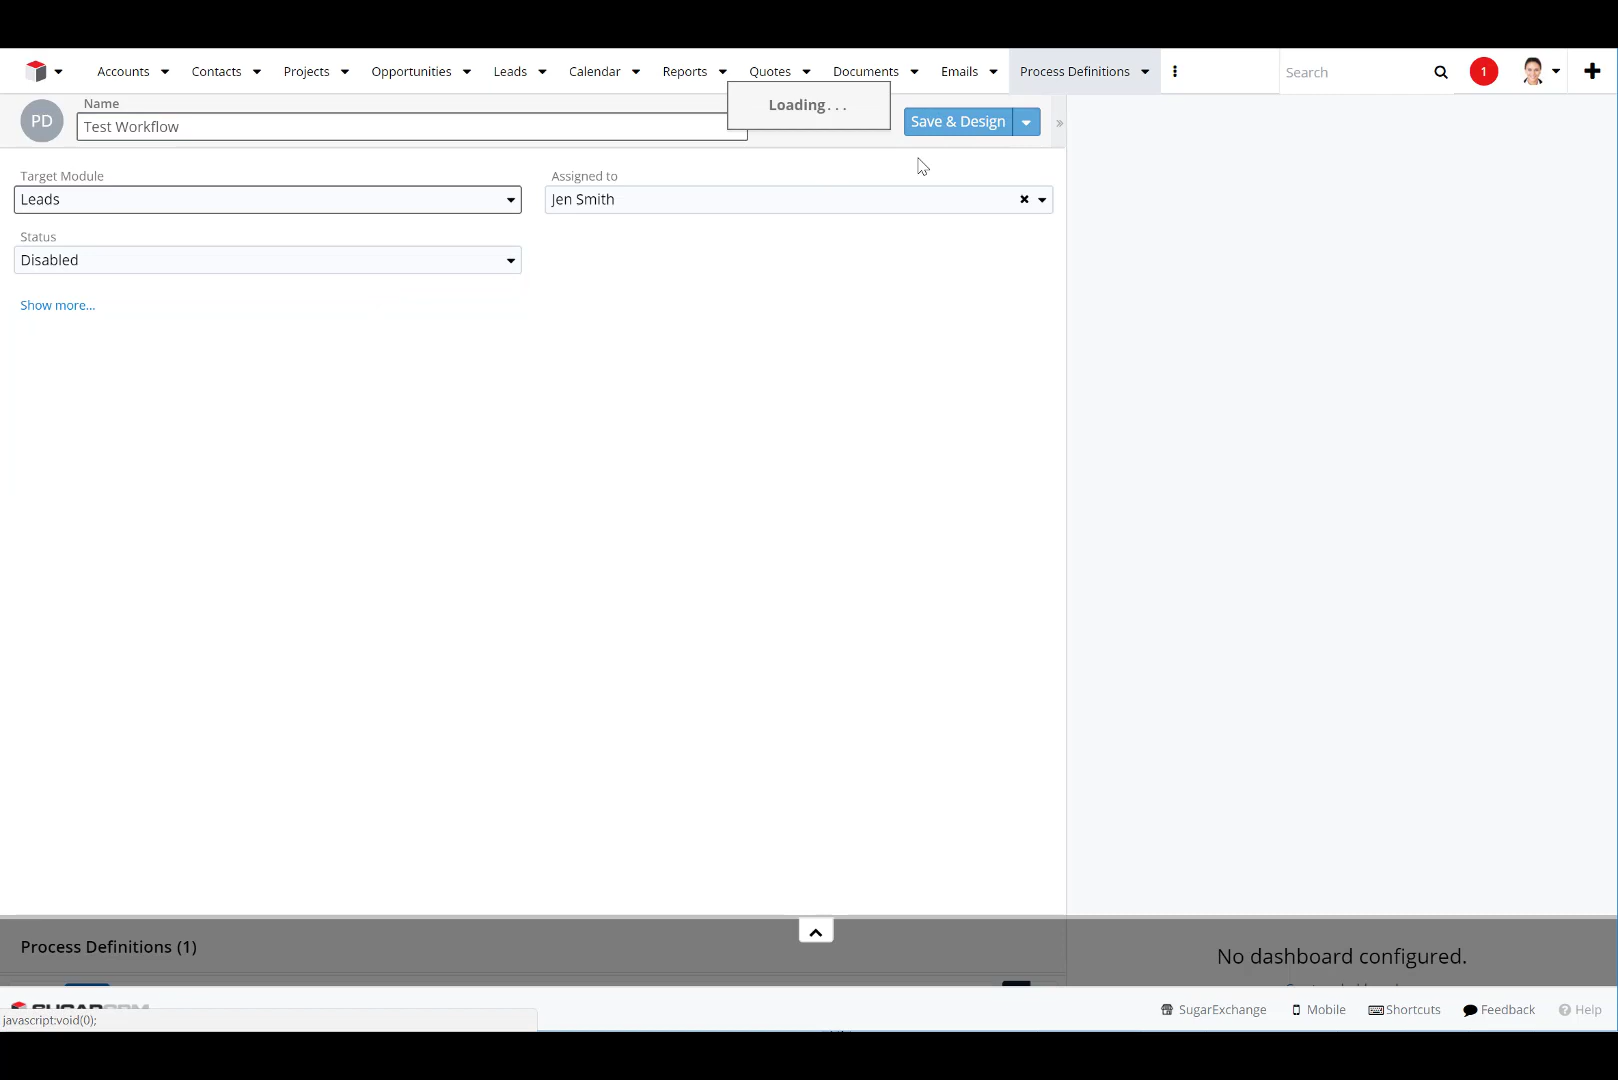 Accounts Contacts Projects Opportunities Leads Calendar Reports Quotes Documents Emails Process Definitions Search 1
PD
Name
Test Workflow
Loading...
Save & Design
»
Target Module
Leads
Assigned to
Jen Smith
Status
Disabled
Show more...
Process Definitions (1)
No dashboard configured.
SUGARCRM
SugarExchange Mobile Shortcuts Feedback Help
javascript:void(0);